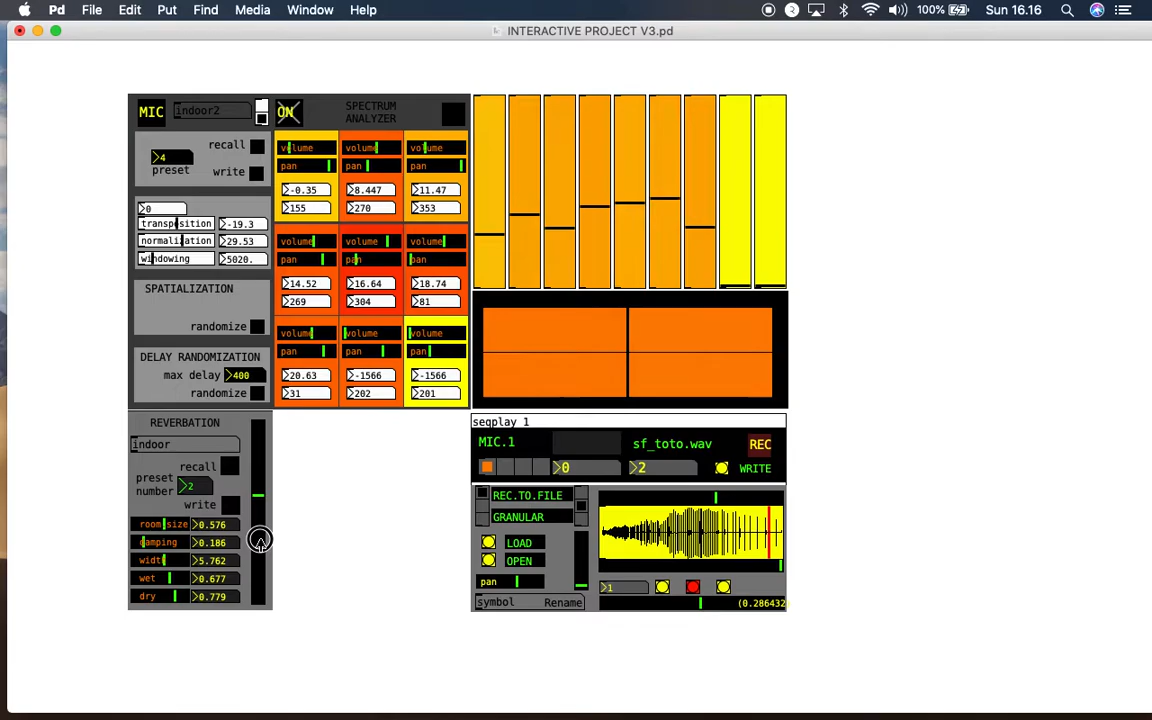 Pd File Edit Put Find Media Window Help 100% Sun 16.16
INTERACTIVE PROJECT V3.pd
MIC indoor2 ON SPECTRUM
ANALYZER
recall
4
preset
write
0
transposition -19.3
normalization 29.53
windowing 5020.
SPATIALIZATION
randomize
DELAY RANDOMIZATION
max delay 400
randomize
volume volume volume
pan pan pan
-0.35 8.447 11.47
155 270 353
volume volume volume
pan pan pan
14.52 16.64 18.74
269 304 81
volume volume volume
pan pan pan
20.63 -1566 -1566
31 202 201
REVERBATION
indoor
recall
preset
number 2
write
room size 0.576
damping 0.186
width 5.762
wet 0.677
dry 0.779
seqplay 1
MIC.1 sf_toto.wav REC
0 2 WRITE
REC.TO.FILE
GRANULAR
LOAD
OPEN
pan
symbol Rename
1
(0.286432